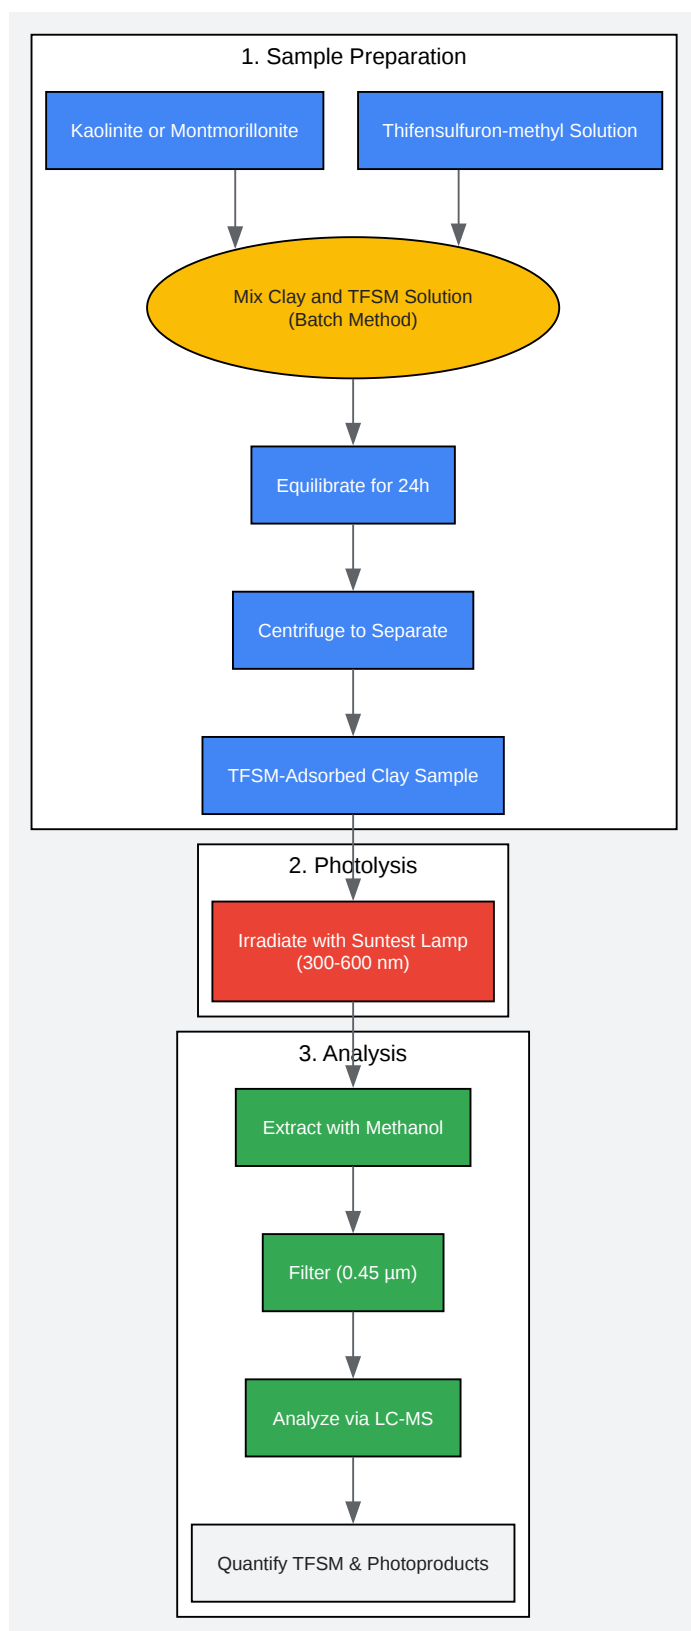 1. Sample Preparation
Kaolinite or Montmorillonite
Thifensulfuron-methyl Solution
Mix Clay and TFSM Solution
(Batch Method)
Equilibrate for 24h
Centrifuge to Separate
TFSM-Adsorbed Clay Sample
2. Photolysis
Irradiate with Suntest Lamp
(300-600 nm)
3. Analysis
Extract with Methanol
Filter (0.45 µm)
Analyze via LC-MS
Quantify TFSM & Photoproducts